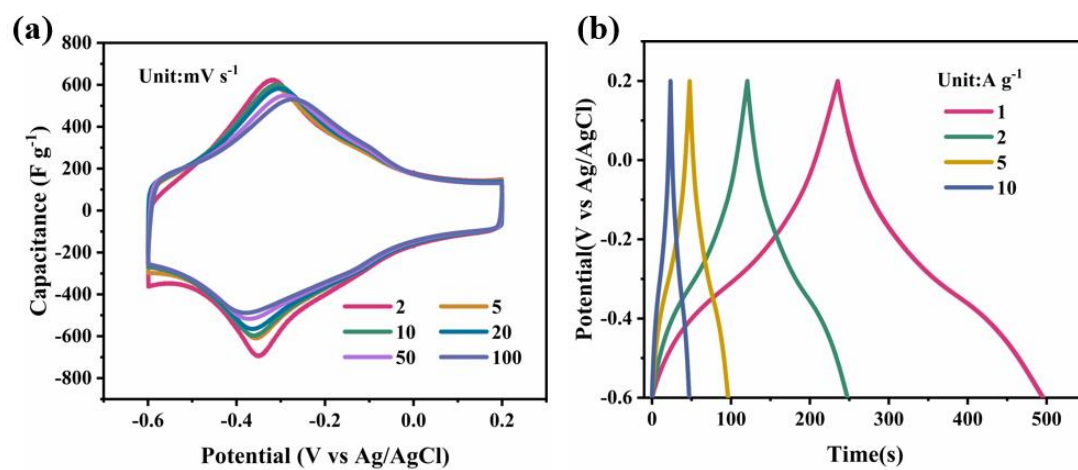 (a)
800
600
400
200
0
-200
-400
-600
-800
Capacitance (F g⁻¹)
Unit:mV s⁻¹
2 5
10 20
50 100
-0.6 -0.4 -0.2 0.0 0.2
Potential (V vs Ag/AgCl)
(b)
0.2
0.0
-0.2
-0.4
-0.6
Potential(V vs Ag/AgCl)
Unit:A g⁻¹
1
2
5
10
0 100 200 300 400 500
Time(s)